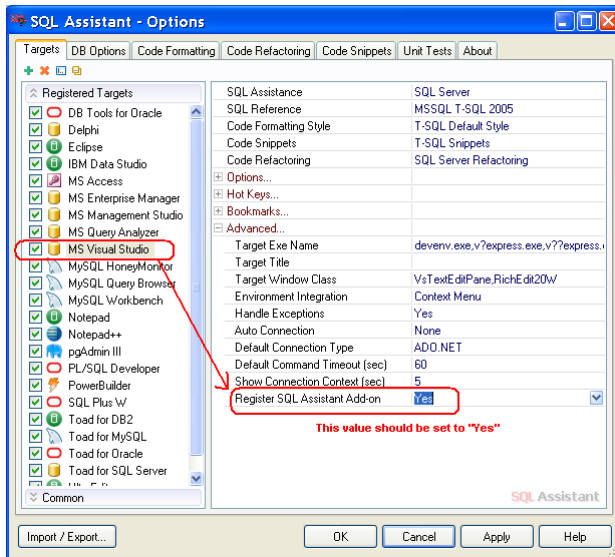 SQL Assistant - Options
Targets DB Options Code Formatting Code Refactoring Code Snippets Unit Tests About
Registered Targets
DB Tools for Oracle
Delphi
Eclipse
IBM Data Studio
MS Access
MS Enterprise Manager
MS Management Studio
MS Query Analyzer
MS Visual Studio
MySQL HoneyMonitor
MySQL Query Browser
MySQL Workbench
Notepad
Notepad++
pgAdmin III
PL/SQL Developer
PowerBuilder
SQL Plus W
Toad for DB2
Toad for MySQL
Toad for Oracle
Toad for SQL Server
Common
SQL Assistance SQL Server
SQL Reference MSSQL T-SQL 2005
Code Formatting Style T-SQL Default Style
Code Snippets T-SQL Snippets
Code Refactoring SQL Server Refactoring
Options...
Hot Keys...
Bookmarks...
Advanced...
Target Exe Name devenv.exe,v?express.exe,v??express.
Target Title
Target Window Class VsTextEditPane,RichEdit20W
Environment Integration Context Menu
Handle Exceptions Yes
Auto Connection None
Default Connection Type ADO.NET
Default Command Timeout (sec) 60
Show Connection Context (sec) 5
Register SQL Assistant Add-on Yes
This value should be set to "Yes"
SQL Assistant
Import / Export... OK Cancel Apply Help